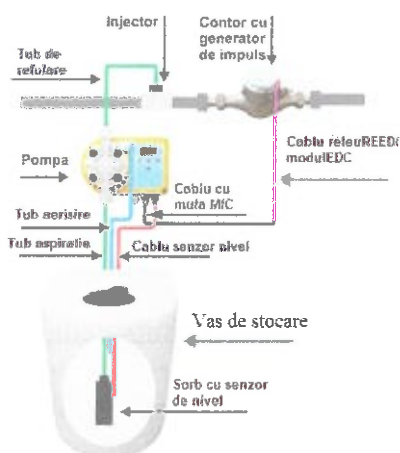 Injector
Contor cu
generator
de impuls
Tub de
refulare
Cablu releuREED/
modulEDC
Pompa
Cablu cu
mufa MIC
Tub aerisire
Tub aspiratie
Cablu senzor nivel
Vas de stocare
Sorb cu senzor
de nivel